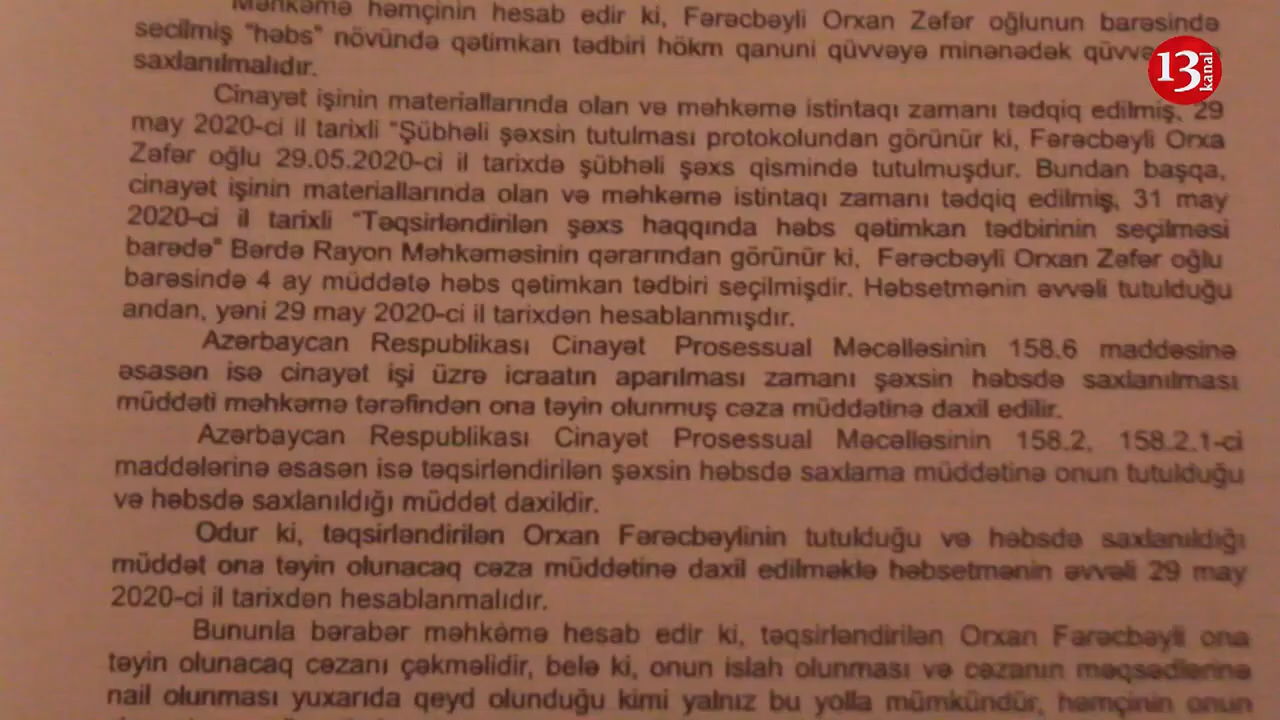 Məhkəmə həmçinin hesab edir ki, Fərəcbəyli Orxan Zəfər oğlunun barəsində
secilmiş "həbs" növündə qətimkan tədbiri hökm qanuni qüvvəyə minənədək
saxlanılmalıdır.
13 kanal
Cinayət işinin materiallarında olan və məhkəmə istintaqı zamanı tədqiq edilmiş, 29
may 2020-ci il tarixli "Şübhəli şəxsin tutulması protokolundan görünür ki, Fərəcbəyli Orxa
Zəfər oğlu 29.05.2020-ci il tarixdə şübhəli şəxs qismində tutulmuşdur. Bundan başqa,
cinayət işinin materiallarında olan və məhkəmə istintaqı zamanı tədqiq edilmiş, 31 may
2020-ci il tarixli "Təqsirləndirilən şəxs haqqında həbs qətimkan tədbirinin seçilməsi
barədə" Bərdə Rayon Məhkəməsinin qərarından görünür ki, Fərəcbəyli Orxan Zəfər oğlu
barəsində 4 ay müddətə həbs qətimkan tədbiri seçilmişdir. Həbsetmənin əvvəli tutulduğu
andan, yəni 29 may 2020-ci il tarixdən hesablanmışdır.
Azərbaycan Respublikası Cinayət Prosessual Məcəlləsinin 158.6 maddəsinə
əsasən isə cinayət işi üzrə icraatın aparılması zamanı şəxsin həbsdə saxlanılması
müddəti məhkəmə tərəfindən ona təyin olunmuş cəza müddətinə daxil edilir.
Azərbaycan Respublikası Cinayət Prosessual Məcəlləsinin 158.2, 158.2.1-ci
maddələrinə əsasən isə təqsirləndirilən şəxsin həbsdə saxlama müddətinə onun tutulduğu
və həbsdə saxlanıldığı müddət daxildir.
Odur ki, təqsirləndirilən Orxan Fərəcbəylinin tutulduğu və həbsdə saxlanıldığı
müddət ona təyin olunacaq cəza müddətinə daxil edilməklə həbsetmənin əvvəli 29 may
2020-ci il tarixdən hesablanmalıdır.
Bununla bərabər məhkəmə hesab edir ki, təqsirləndirilən Orxan Fərəcbəyli ona
təyin olunacaq cəzanı çəkməlidir, belə ki, onun islah olunması və cəzanın məqsədlərinə
nail olunması yuxarıda qeyd olunduğu kimi yalnız bu yolla mümkündür, həmçinin onun